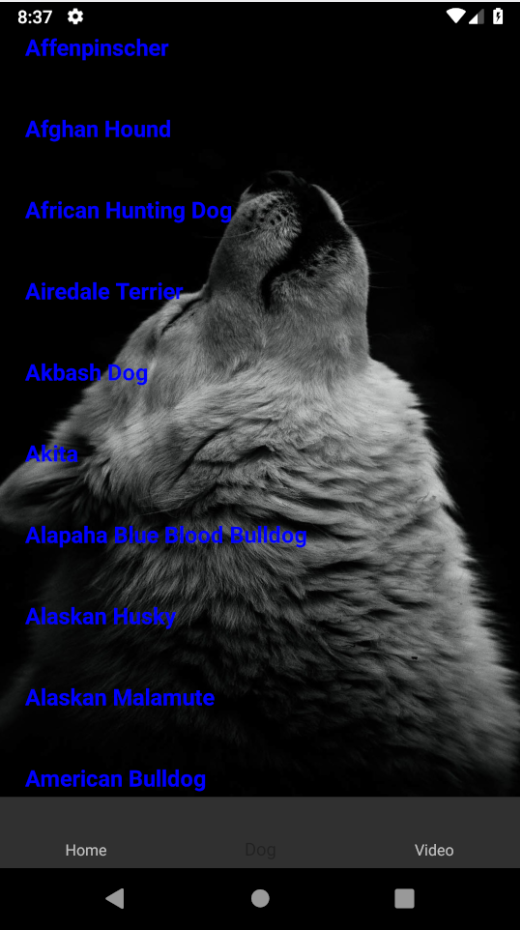 8:37
Affenpinscher
Afghan Hound
African Hunting Dog
Airedale Terrier
Akbash Dog
Akita
Alapaha Blue Blood Bulldog
Alaskan Husky
Alaskan Malamute
American Bulldog
Home Dog Video